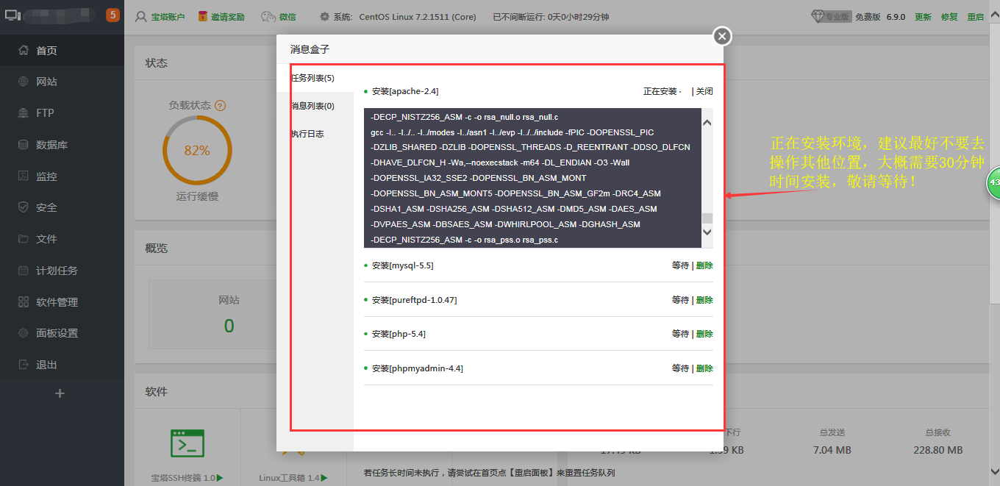 5
宝塔账户
邀请奖励
微信
系统: CentOS Linux 7.2.1511 (Core)
已不间断运行: 0天0小时29分钟
专业版
免费版
6.9.0
更新
修复
重启
首页
网站
FTP
数据库
监控
安全
文件
计划任务
软件管理
面板设置
退出
状态
负载状态 ?
82%
运行缓慢
概览
网站
0
软件
宝塔SSH终端 1.0
Linux工具箱 1.4
消息盒子
任务列表(5)
消息列表(0)
执行日志
安装[apache-2.4]
正在安装 · | 关闭
-DECP_NISTZ256_ASM -c -o rsa_null.o rsa_null.c
gcc -I.. -I../.. -I../modes -I../asn1 -I../evp -I../../include -fPIC -DOPENSSL_PIC
-DZLIB_SHARED -DZLIB -DOPENSSL_THREADS -D_REENTRANT -DDSO_DLFCN
-DHAVE_DLFCN_H -Wa,--noexecstack -m64 -DL_ENDIAN -O3 -Wall
-DOPENSSL_IA32_SSE2 -DOPENSSL_BN_ASM_MONT
-DOPENSSL_BN_ASM_MONT5 -DOPENSSL_BN_ASM_GF2m -DRC4_ASM
-DSHA1_ASM -DSHA256_ASM -DSHA512_ASM -DMD5_ASM -DAES_ASM
-DVPAES_ASM -DBSAES_ASM -DWHIRLPOOL_ASM -DGHASH_ASM
-DECP_NISTZ256_ASM -c -o rsa_pss.o rsa_pss.c
安装[mysql-5.5]
等待 | 删除
安装[pureftpd-1.0.47]
等待 | 删除
安装[php-5.4]
等待 | 删除
安装[phpmyadmin-4.4]
等待 | 删除
若任务长时间未执行，请尝试在首页点【重启面板】来重置任务队列
正在安装环境，建议最好不要去
操作其他位置，大概需要30分钟
时间安装，敬请等待！
43
下行
总发送
总接收
KB
7.04 MB
228.80 MB